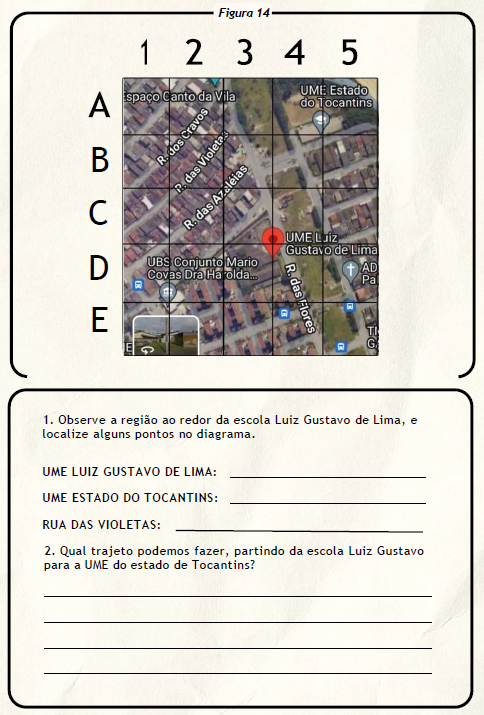 Figura 14
1 2 3 4 5
A
B
C
D
E
Espaço Canto da Vila
UME Estado
do Tocantins
R. dos Cravos
R. das Violetas
R. das Azaléias
UME Luiz
Gustavo de Lima
UBS Conjunto Mario
Covas Dra Harolda...
R. das Flores
AD
Pa
1. Observe a região ao redor da escola Luiz Gustavo de Lima, e
localize alguns pontos no diagrama.
UME LUIZ GUSTAVO DE LIMA:
UME ESTADO DO TOCANTINS:
RUA DAS VIOLETAS:
2. Qual trajeto podemos fazer, partindo da escola Luiz Gustavo
para a UME do estado de Tocantins?